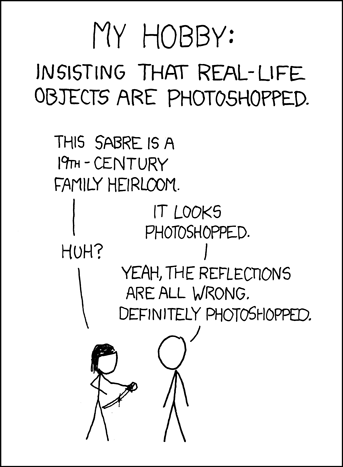 MY HOBBY:
INSISTING THAT REAL-LIFE
OBJECTS ARE PHOTOSHOPPED.
THIS SABRE IS A
19TH-CENTURY
FAMILY HEIRLOOM.
IT LOOKS
PHOTOSHOPPED.
HUH?
YEAH, THE REFLECTIONS
ARE ALL WRONG.
DEFINITELY PHOTOSHOPPED.